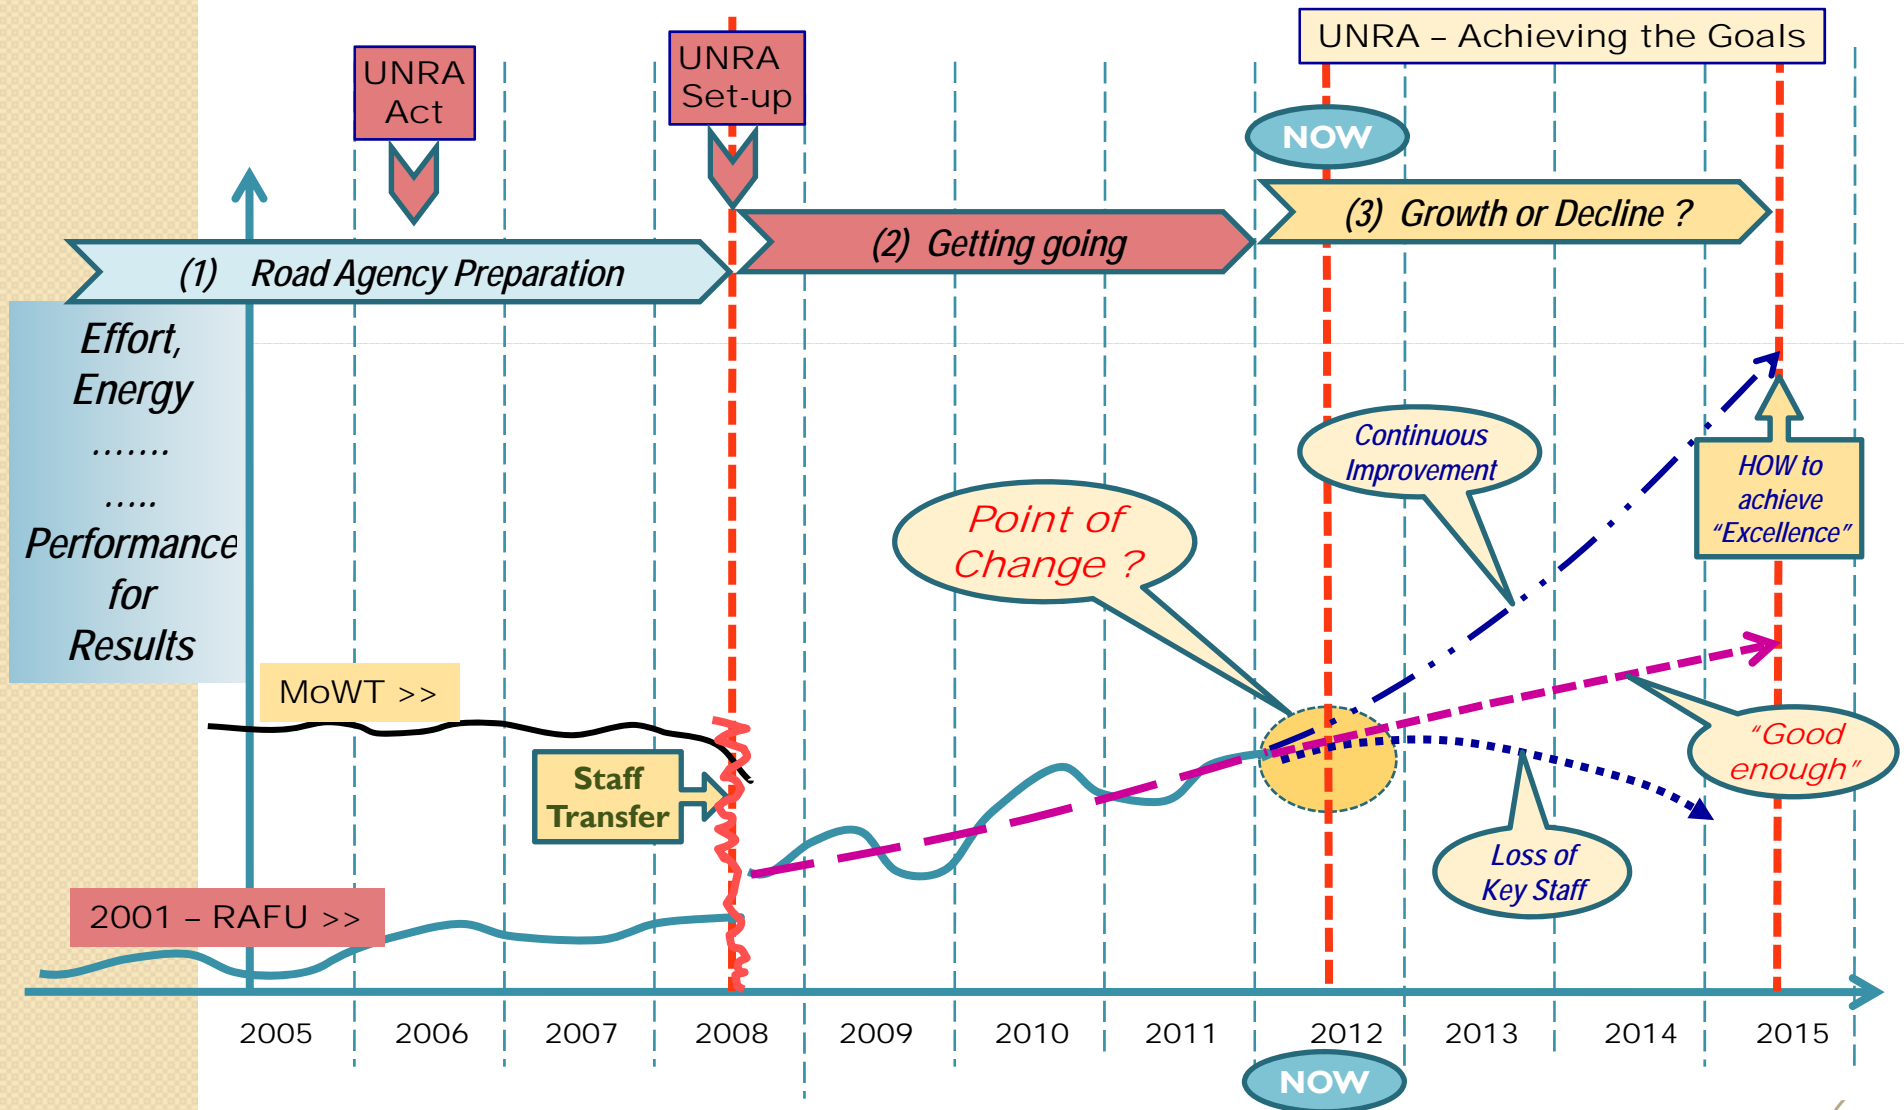 UNRA – Achieving the Goals
UNRA
Act
UNRA
Set-up
NOW
(3) Growth or Decline ?
(2) Getting going
(1) Road Agency Preparation
Effort,
Energy
.......
.....
Performance
for
Results
Continuous
Improvement
HOW to
achieve
“Excellence”
Point of
Change ?
MoWT >>
“Good
enough”
Staff
Transfer
Loss of
Key Staff
2001 – RAFU >>
2005 2006 2007 2008 2009 2010 2011 2012 2013 2014 2015
NOW